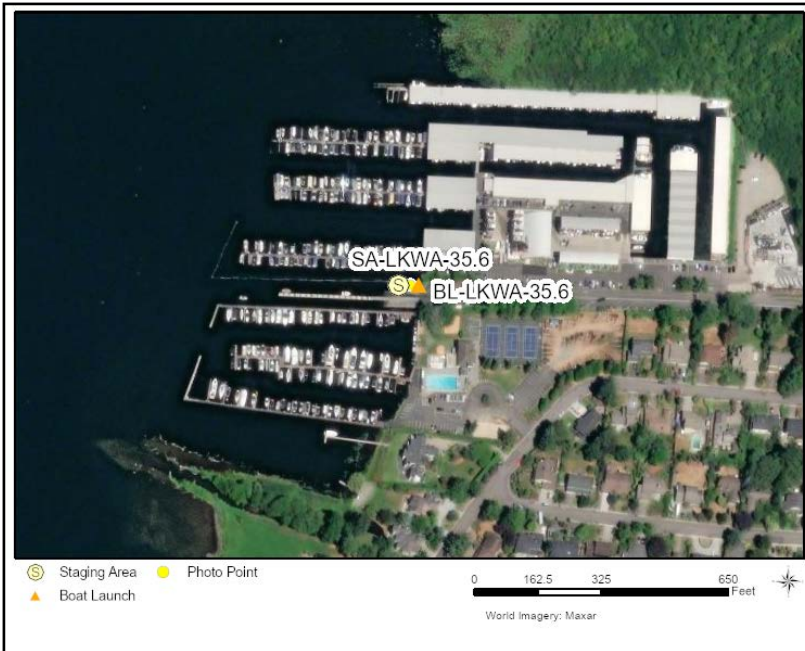 SA-LKWA-35.6
S
BL-LKWA-35.6
S Staging Area Photo Point
Boat Launch
0 162.5 325 650
Feet
World Imagery: Maxar